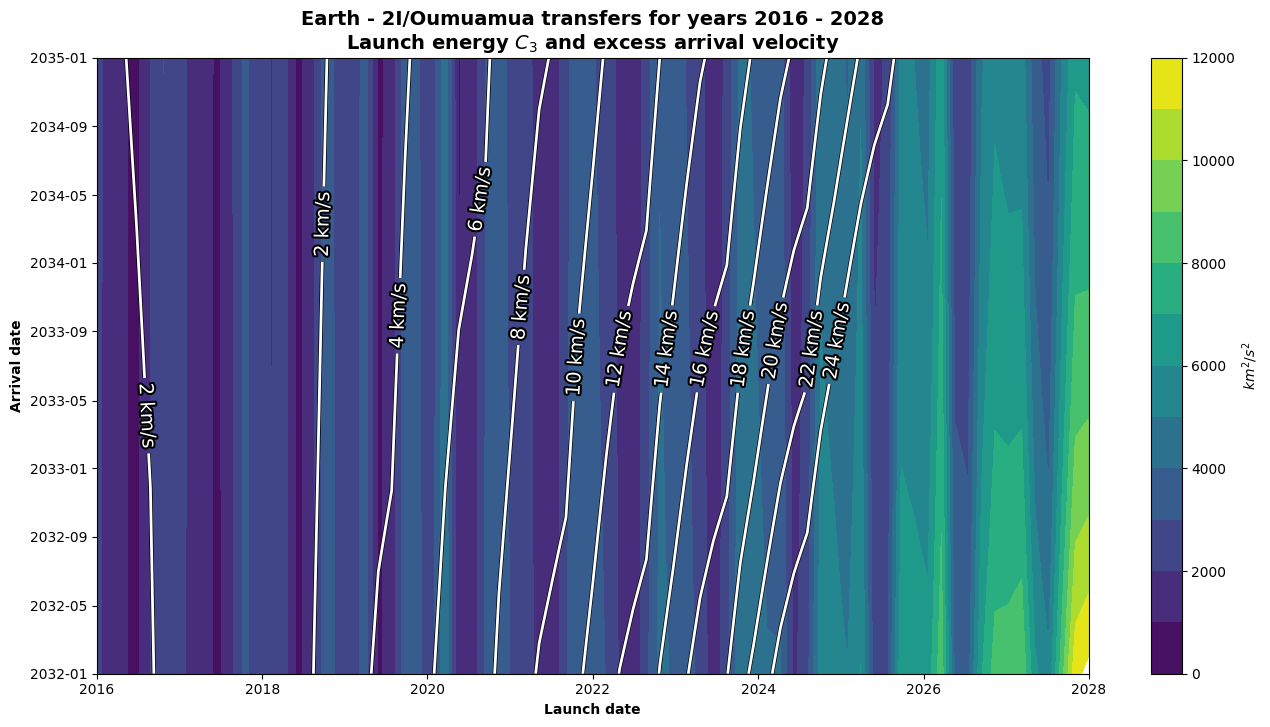 Earth - 2I/Oumuamua transfers for years 2016 - 2028
Launch energy C₃ and excess arrival velocity
2035-01
2034-09
2034-05
2034-01
2033-09
2033-05
2033-01
2032-09
2032-05
2032-01
Arrival date
2 km/s
2 km/s
4 km/s
6 km/s
8 km/s
10 km/s
12 km/s
14 km/s
16 km/s
18 km/s
20 km/s
22 km/s
24 km/s
2016
2018
2020
2022
2024
2026
2028
Launch date
12000
10000
8000
6000
4000
2000
0
km²/s²